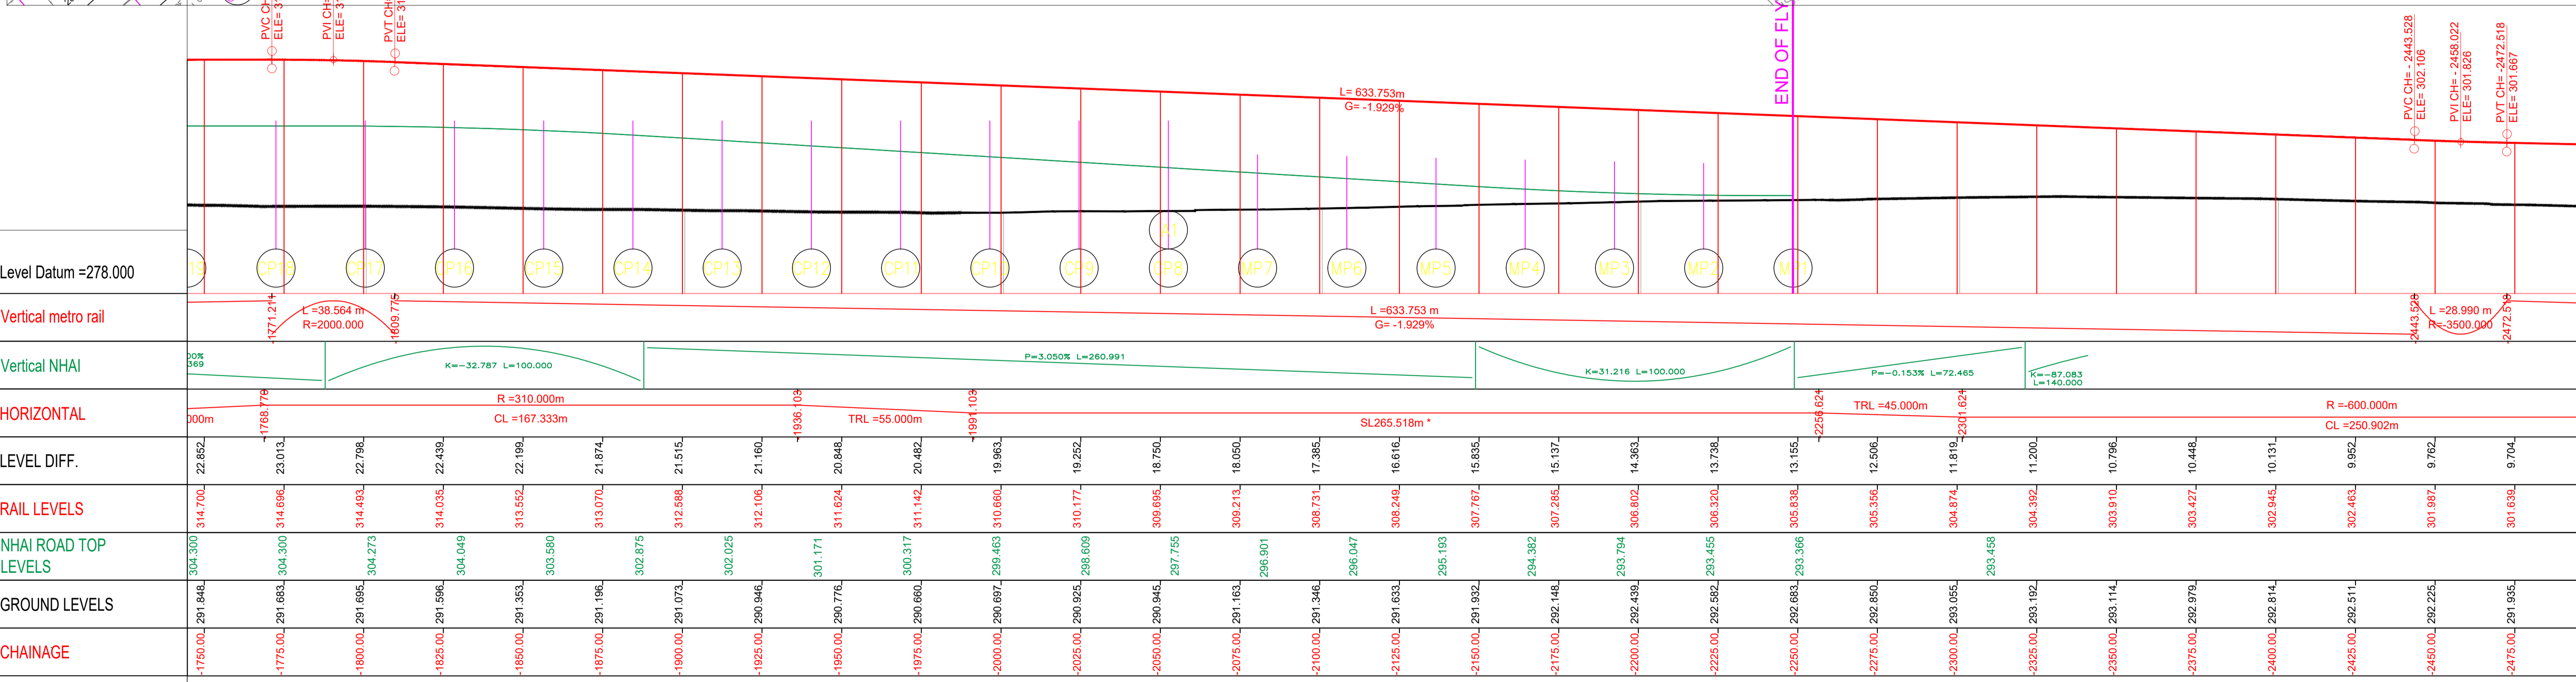 PVC CH
ELE= 31
PVI CH=
ELE= 31
PVT CH
ELE= 31
END OF FLY
PVC CH= - 2443.528
ELE= 302.106
PVI CH= - 2458.022
ELE= 301.826
PVT CH= -2472.518
ELE= 301.667
L= 633.753m
G= -1.929%
A1
19 CP18 CP17 CP16 CP15 CP14 CP13 CP12 CP11 CP10 CP9 CP8 MP7 MP6 MP5 MP4 MP3 MP2 MP1
Level Datum =278.000
Vertical metro rail
1771.211
L =38.564 m
R=2000.000
1809.775
L =633.753 m
G= -1.929%
2443.528
L =28.990 m
R=-3500.000
2472.518
Vertical NHAI
00%
369
K=-32.787 L=100.000
P=3.050% L=260.991
K=31.216 L=100.000
P=-0.153% L=72.465
K=-87.083
L=140.000
HORIZONTAL
000m
1768.770
R =310.000m
CL =167.333m
1936.103
TRL =55.000m
1991.103
SL265.518m *
2256.621
TRL =45.000m
2301.621
R =-600.000m
CL =250.902m
LEVEL DIFF. 22.852 23.013 22.798 22.439 22.199 21.874 21.515 21.160 20.848 20.482 19.963 19.252 18.750 18.050 17.385 16.616 15.835 15.137 14.363 13.738 13.155 12.506 11.819 11.200 10.796 10.448 10.131 9.952 9.762 9.704
RAIL LEVELS 314.700 314.696 314.493 314.035 313.552 313.070 312.588 312.106 311.624 311.142 310.660 310.177 309.695 309.213 308.731 308.249 307.767 307.285 306.802 306.320 305.838 305.356 304.874 304.392 303.910 303.427 302.945 302.463 301.987 301.639
NHAI ROAD TOP
LEVELS
304.300 304.300 304.273 304.049 303.580 302.875 302.025 301.171 300.317 299.463 298.609 297.755 296.901 296.047 295.193 294.382 293.794 293.455 293.366 293.458
GROUND LEVELS 291.848 291.683 291.695 291.596 291.353 291.196 291.073 290.946 290.776 290.660 290.697 290.925 290.945 291.163 291.346 291.633 291.932 292.148 292.439 292.582 292.683 292.850 293.055 293.192 293.114 292.979 292.814 292.511 292.225 291.935
CHAINAGE -1750.00 -1775.00 -1800.00 -1825.00 -1850.00 -1875.00 -1900.00 -1925.00 -1950.00 -1975.00 -2000.00 -2025.00 -2050.00 -2075.00 -2100.00 -2125.00 -2150.00 -2175.00 -2200.00 -2225.00 -2250.00 -2275.00 -2300.00 -2325.00 -2350.00 -2375.00 -2400.00 -2425.00 -2450.00 -2475.00